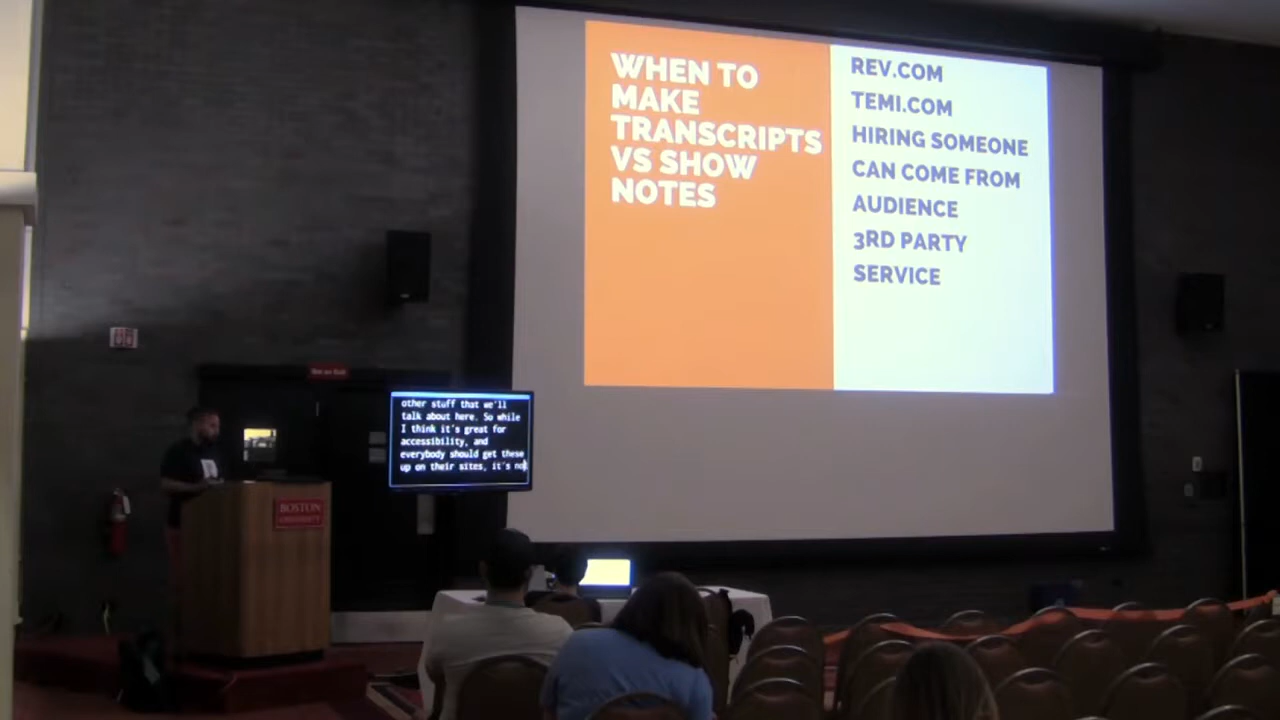 WHEN TO
MAKE
TRANSCRIPTS
VS SHOW
NOTES
REV.COM
TEMI.COM
HIRING SOMEONE
CAN COME FROM
AUDIENCE
3RD PARTY
SERVICE
other stuff that we'll
talk about here. So while
I think it's great for
accessibility, and
everybody should get these
up on their sites, it's not
BOSTON
UNIVERSITY